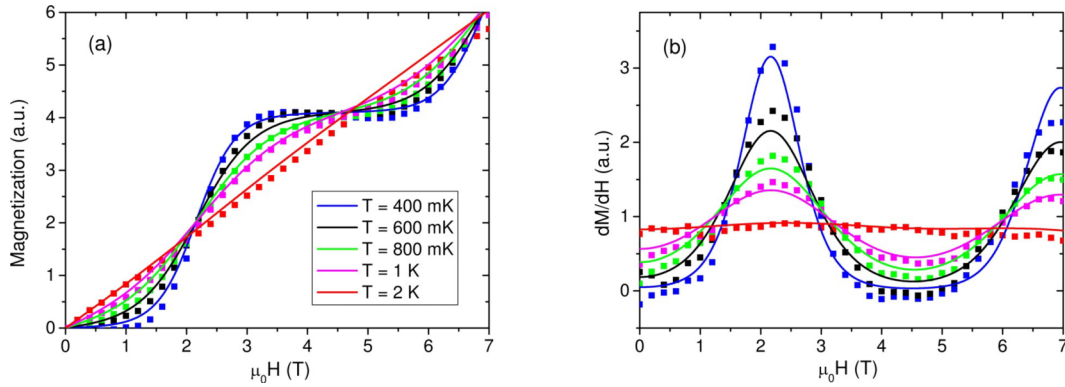 (a)
Magnetization (a.u.)
6
5
4
3
2
1
0
T = 400 mK
T = 600 mK
T = 800 mK
T = 1 K
T = 2 K
0 1 2 3 4 5 6 7
μ₀H (T)
(b)
dM/dH (a.u.)
3
2
1
0
0 1 2 3 4 5 6 7
μ₀H (T)